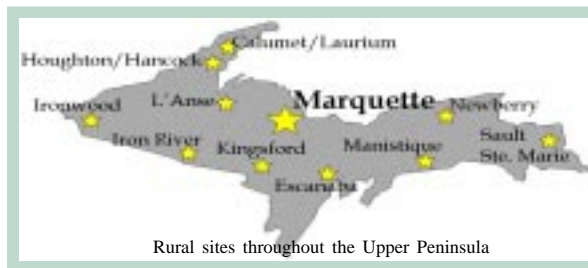 Calumet/Laurium
Houghton/Hancock
L'Anse
Marquette
Newberry
Ironwood
Iron River
Kingsford
Manistique
Sault
Ste. Marie
Escanaba
Rural sites throughout the Upper Peninsula